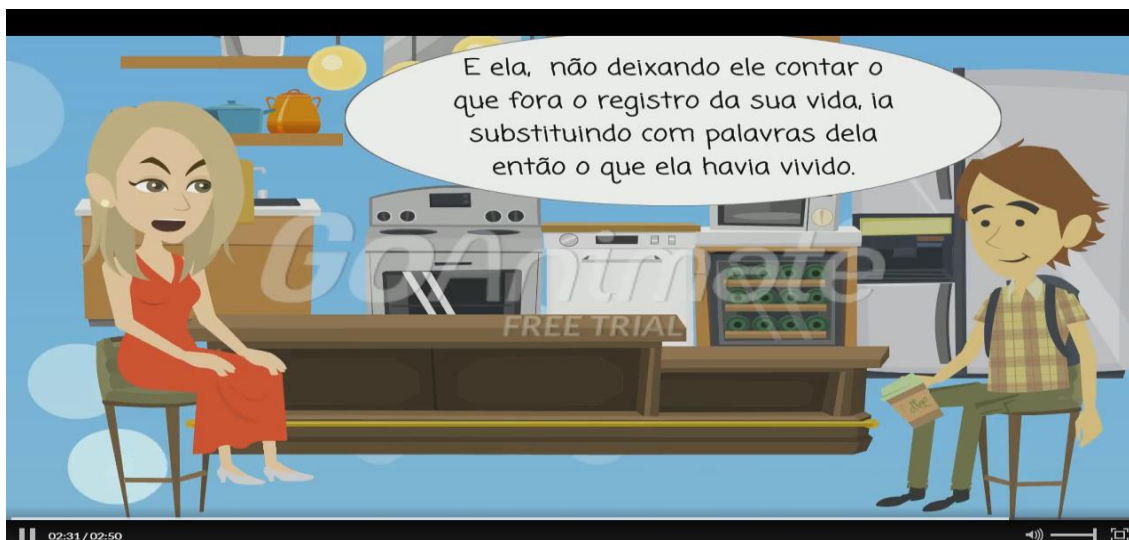 E ela, não deixando ele contar o
que fora o registro da sua vida, ia
substituindo com palavras dela
então o que ela havia vivido.
GoAnimate
FREE TRIAL
02:31 / 02:50